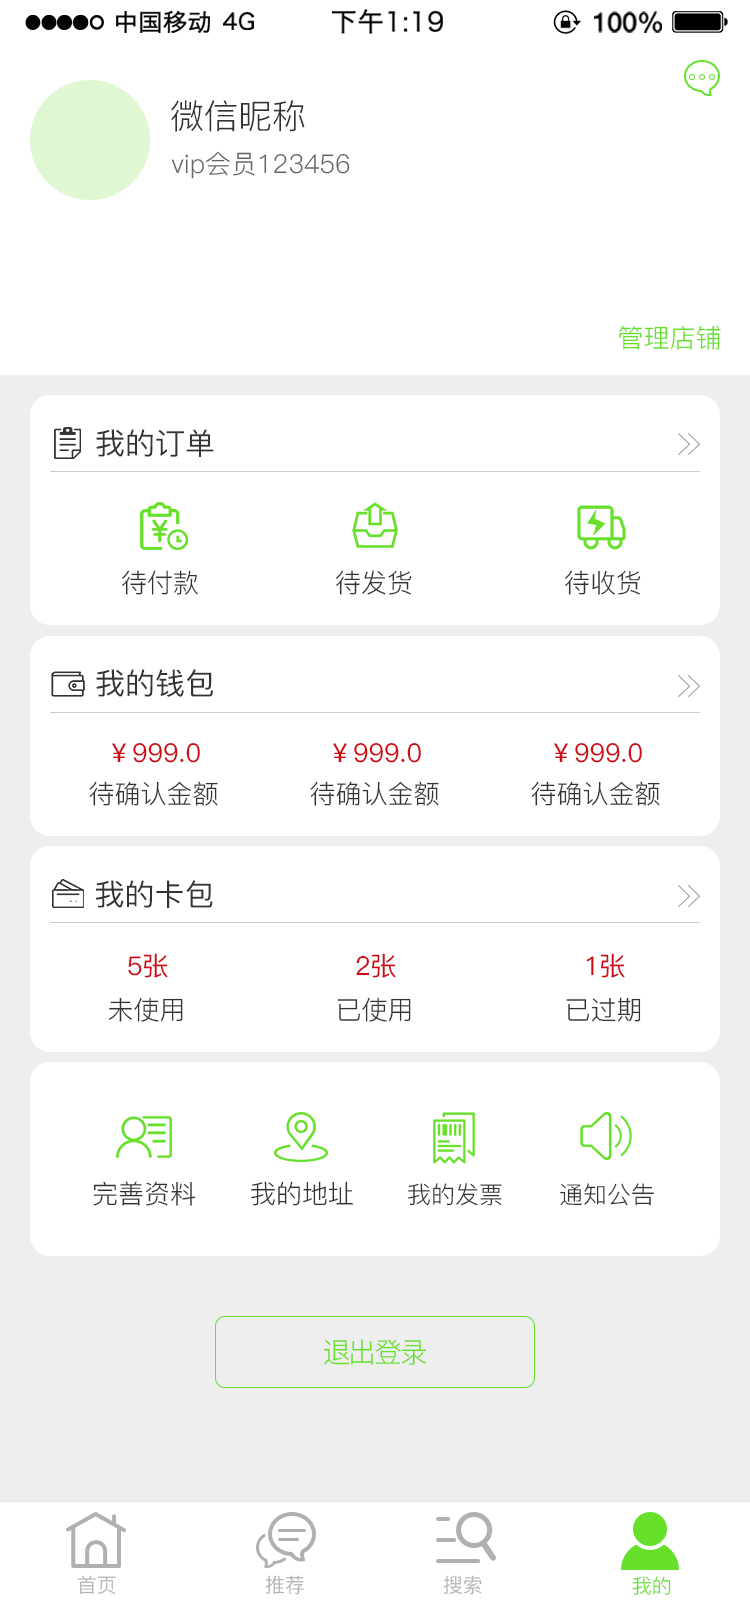 中国移动 4G 下午1:19 100%
微信昵称
vip会员123456
管理店铺
我的订单
待付款 待发货 待收货
我的钱包
￥999.0 ￥999.0 ￥999.0
待确认金额 待确认金额 待确认金额
我的卡包
5张 2张 1张
未使用 已使用 已过期
完善资料 我的地址 我的发票 通知公告
退出登录
首页 推荐 搜索 我的